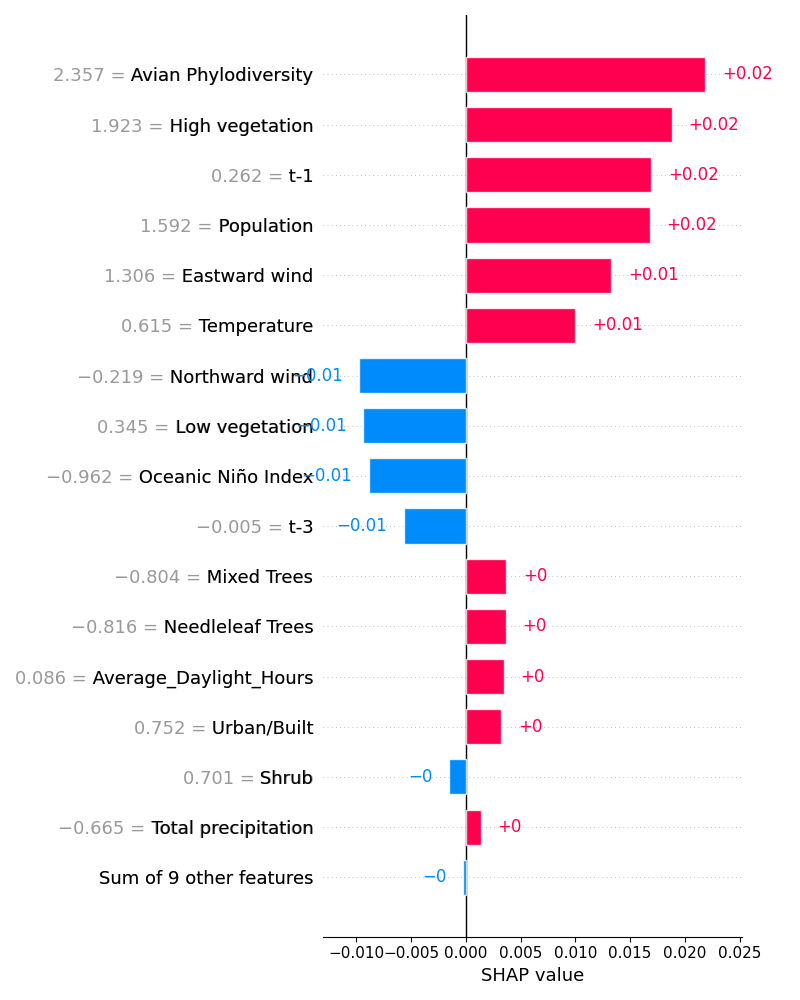 2.357 = Avian Phylodiversity +0.02
1.923 = High vegetation +0.02
0.262 = t-1 +0.02
1.592 = Population +0.02
1.306 = Eastward wind +0.01
0.615 = Temperature +0.01
−0.219 = Northward wind −0.01
0.345 = Low vegetation −0.01
−0.962 = Oceanic Niño Index −0.01
−0.005 = t-3 −0.01
−0.804 = Mixed Trees +0
−0.816 = Needleleaf Trees +0
0.086 = Average_Daylight_Hours +0
0.752 = Urban/Built +0
0.701 = Shrub −0
−0.665 = Total precipitation +0
Sum of 9 other features −0
−0.010 −0.005 0.000 0.005 0.010 0.015 0.020 0.025
SHAP value